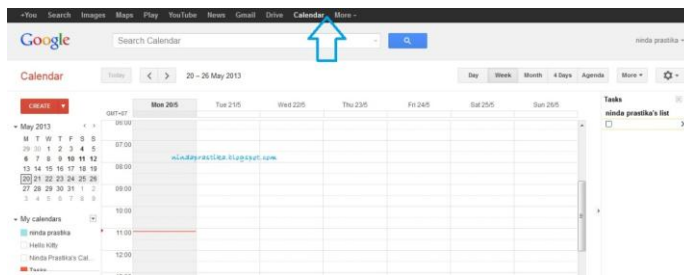 +You Search Images Maps Play YouTube News Gmail Drive Calendar More
Google Search Calendar ninda prastika
Calendar Today < > 20 – 26 May 2013 Day Week Month 4 Days Agenda More
CREATE
GMT+07 Mon 20/5 Tue 21/5 Wed 22/5 Thu 23/5 Fri 24/5 Sat 25/5 Sun 26/5
Tasks
ninda prastika's list
May 2013 < >
M T W T F S S
29 30 1 2 3 4 5
6 7 8 9 10 11 12
13 14 15 16 17 18 19
20 21 22 23 24 25 26
27 28 29 30 31 1 2
3 4 5 6 7 8 9
06:00
07:00
nindaprastika.blogspot.com
08:00
09:00
10:00
11:00
12:00
My calendars
ninda prastika
Hello Kitty
Ninda Prastika's Cal...
Tasks